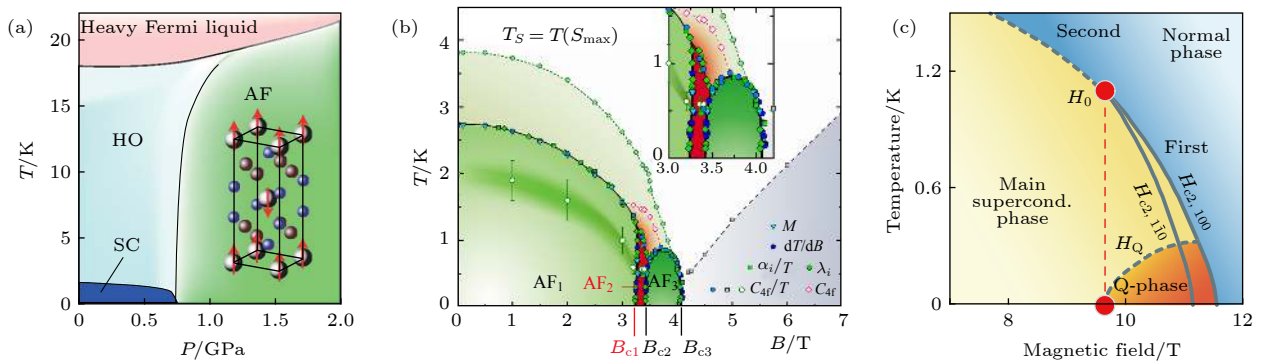 (a)
Heavy Fermi liquid
20
15
10
5
0
T/K
HO
AF
SC
0
0.5
1.0
1.5
2.0
P/GPa
(b)
T_S = T(S_max)
5
4
3
2
1
0
T/K
1
0
3.0
3.5
4.0
M
dT/dB
α_i/T
λ_i
C_4f/T
C_4f
AF_1
AF_2
AF_3
0
1
2
3
4
5
6
7
B_c1
B_c2
B_c3
B/T
(c)
Second
Normal
phase
1.2
0.6
0
Temperature/K
H_0
First
Main
supercond.
phase
H_c2, 11̄0
H_c2, 100
H_Q
Q-phase
8
10
12
Magnetic field/T